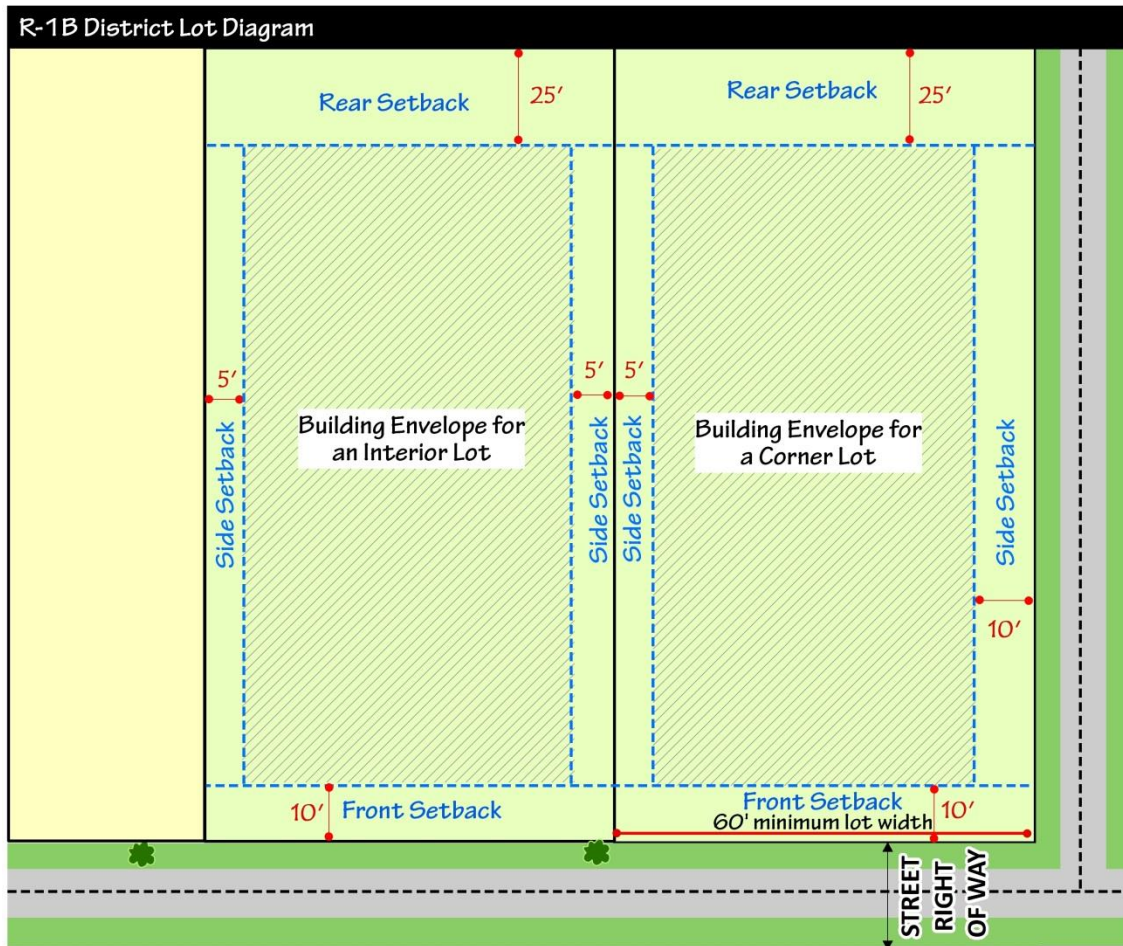 R-1B District Lot Diagram
Rear Setback
25'
Rear Setback
25'
5'
5'
5'
Building Envelope for
an Interior Lot
Building Envelope for
a Corner Lot
Side Setback
Side Setback
Side Setback
Side Setback
10'
10'
Front Setback
Front Setback
10'
60' minimum lot width
STREET
RIGHT
OF WAY